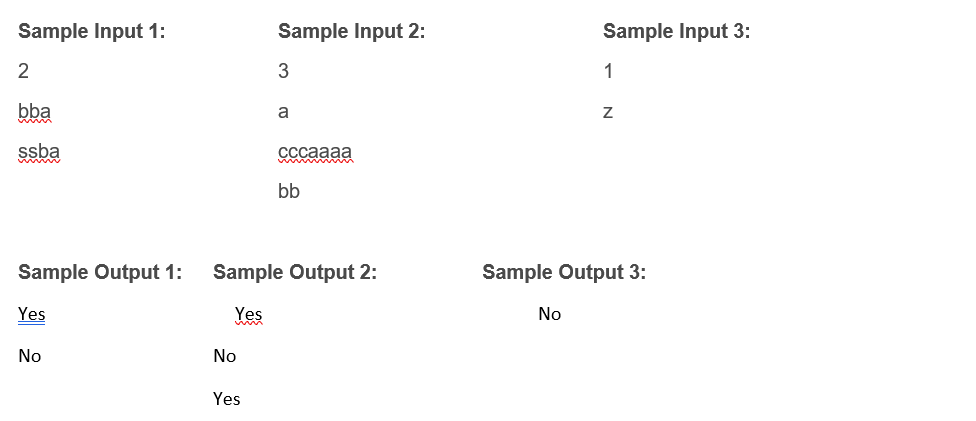 Sample Input 1: Sample Input 2: Sample Input 3:
2 3 1
bba a z
ssba cccaaaa
bb
Sample Output 1: Sample Output 2: Sample Output 3:
Yes Yes No
No No
Yes